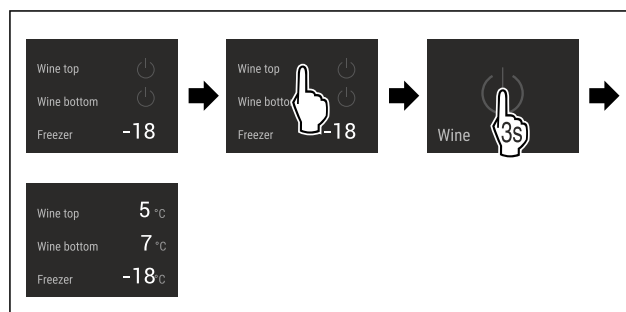 Wine top
Wine bottom
Freezer -18
Wine top
Wine botto
Freezer -18
Wine 3s
Wine top 5 °C
Wine bottom 7 °C
Freezer -18°C